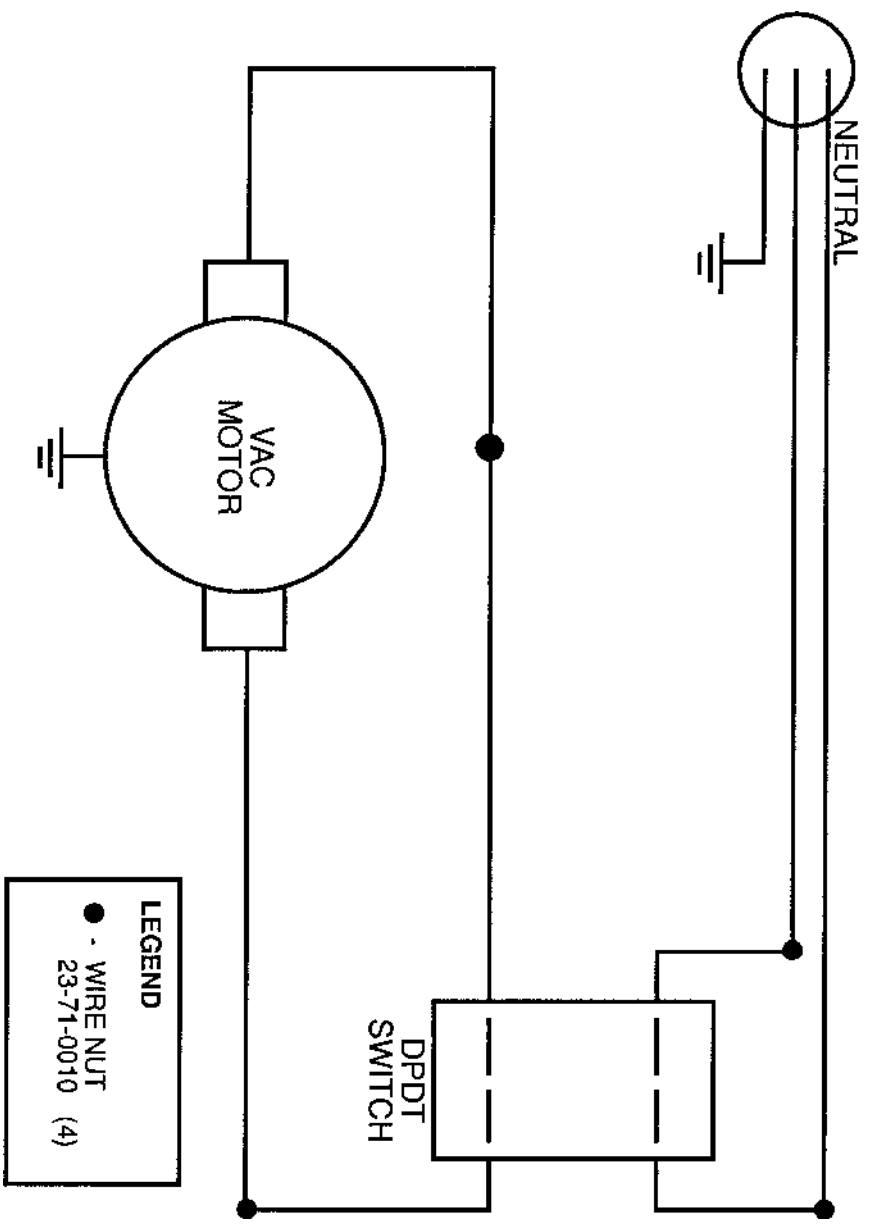 NEUTRAL
VAC
MOTOR
DPDT
SWITCH
LEGEND
- WIRE NUT
23-71-0010 (4)